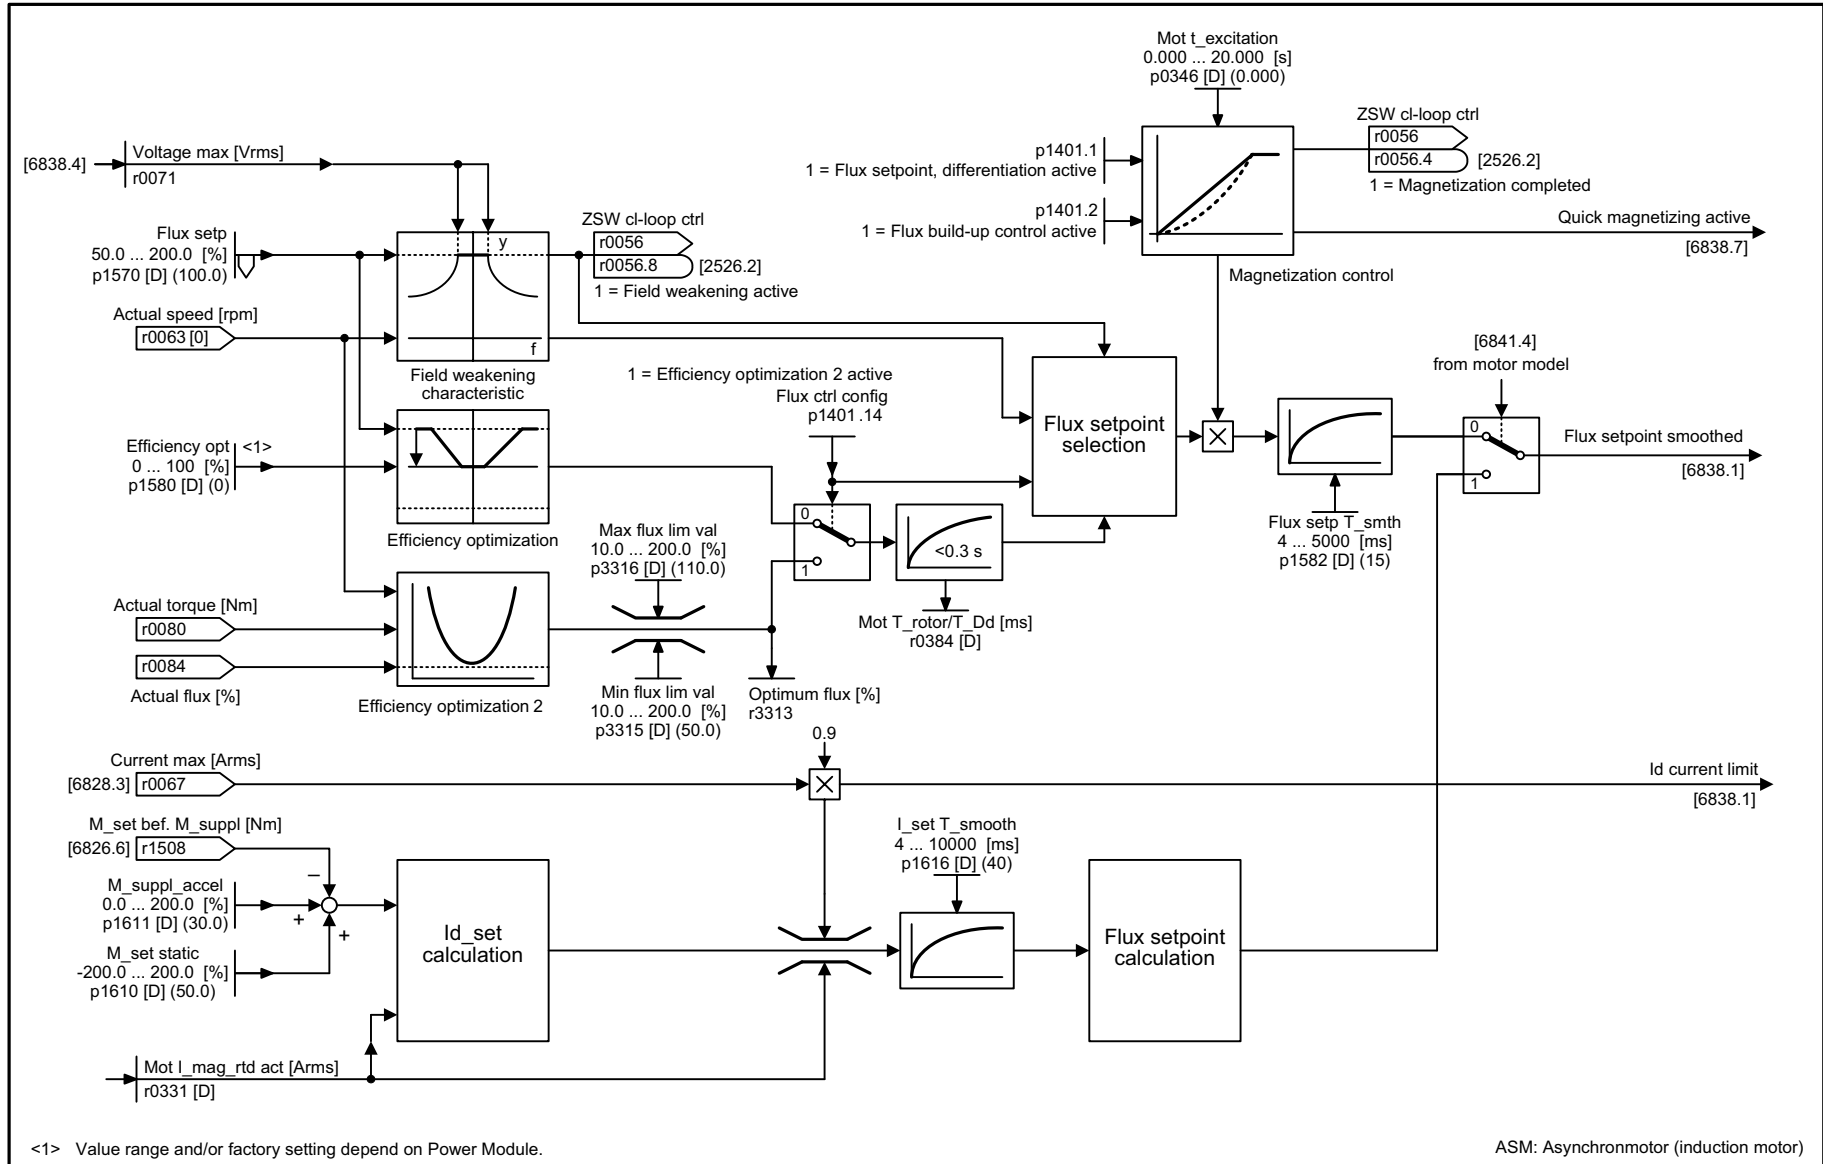 Mot t_excitation
0.000 ... 20.000 [s]
p0346 [D] (0.000)
ZSW cl-loop ctrl
r0056
r0056.4
[2526.2]
1 = Magnetization completed
p1401.1
1 = Flux setpoint, differentiation active
p1401.2
1 = Flux build-up control active
Quick magnetizing active
[6838.7]
Magnetization control
[6838.4]
Voltage max [Vrms]
r0071
Flux setp
50.0 ... 200.0 [%]
p1570 [D] (100.0)
y
f
ZSW cl-loop ctrl
r0056
r0056.8
[2526.2]
1 = Field weakening active
Actual speed [rpm]
r0063 [0]
Field weakening
characteristic
1 = Efficiency optimization 2 active
Flux ctrl config
p1401 .14
Flux setpoint
selection
[6841.4]
from motor model
0
1
Flux setpoint smoothed
[6838.1]
Efficiency opt
<1>
0 ... 100 [%]
p1580 [D] (0)
Efficiency optimization
Max flux lim val
10.0 ... 200.0 [%]
p3316 [D] (110.0)
0
1
<0.3 s
Flux setp T_smth
4 ... 5000 [ms]
p1582 [D] (15)
Actual torque [Nm]
r0080
r0084
Actual flux [%]
Efficiency optimization 2
Mot T_rotor/T_Dd [ms]
r0384 [D]
Min flux lim val
10.0 ... 200.0 [%]
p3315 [D] (50.0)
Optimum flux [%]
r3313
0.9
Current max [Arms]
[6828.3]
r0067
Id current limit
[6838.1]
M_set bef. M_suppl [Nm]
[6826.6]
r1508
–
M_suppl_accel
0.0 ... 200.0 [%]
p1611 [D] (30.0)
+
+
M_set static
-200.0 ... 200.0 [%]
p1610 [D] (50.0)
Id_set
calculation
I_set T_smooth
4 ... 10000 [ms]
p1616 [D] (40)
Flux setpoint
calculation
Mot I_mag_rtd act [Arms]
r0331 [D]
<1> Value range and/or factory setting depend on Power Module.
ASM: Asynchronmotor (induction motor)